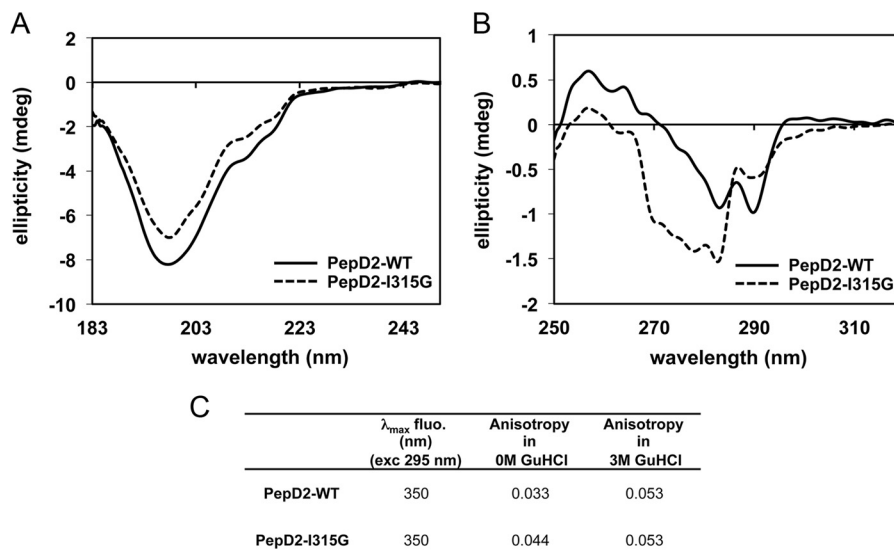 A
2
0
-2
-4
-6
-8
-10
183
203
223
243
ellipticity (mdeg)
wavelength (nm)
PepD2-WT
PepD2-I315G
B
1
0.5
0
-0.5
-1
-1.5
-2
250
270
290
310
ellipticity (mdeg)
wavelength (nm)
PepD2-WT
PepD2-I315G
C
λmax fluo. (nm) (exc 295 nm)
Anisotropy in 0M GuHCl
Anisotropy in 3M GuHCl
PepD2-WT 350 0.033 0.053
PepD2-I315G 350 0.044 0.053